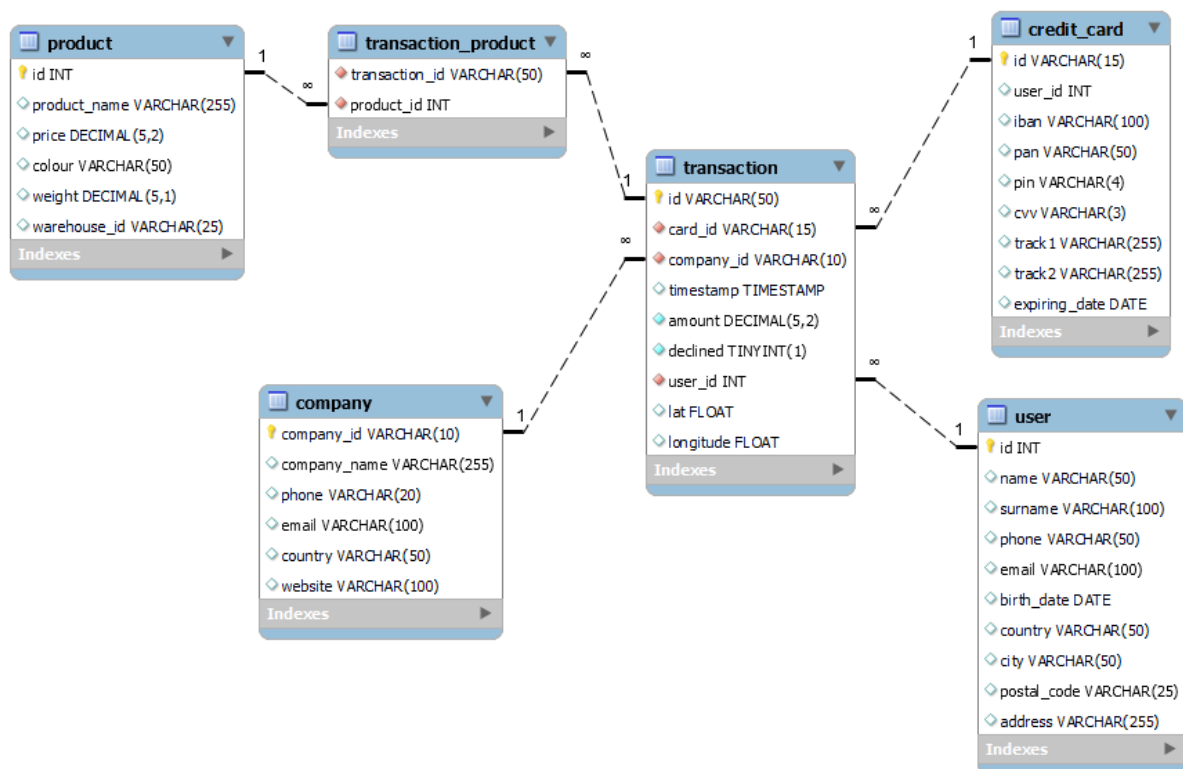 product
id INT
product_name VARCHAR(255)
price DECIMAL(5,2)
colour VARCHAR(50)
weight DECIMAL(5,1)
warehouse_id VARCHAR(25)
Indexes
1
∞
transaction_product
transaction_id VARCHAR(50)
product_id INT
Indexes
∞
1
transaction
id VARCHAR(50)
card_id VARCHAR(15)
company_id VARCHAR(10)
timestamp TIMESTAMP
amount DECIMAL(5,2)
declined TINYINT(1)
user_id INT
lat FLOAT
longitude FLOAT
Indexes
1
∞
credit_card
id VARCHAR(15)
user_id INT
iban VARCHAR(100)
pan VARCHAR(50)
pin VARCHAR(4)
cvv VARCHAR(3)
track1 VARCHAR(255)
track2 VARCHAR(255)
expiring_date DATE
Indexes
∞
1
company
company_id VARCHAR(10)
company_name VARCHAR(255)
phone VARCHAR(20)
email VARCHAR(100)
country VARCHAR(50)
website VARCHAR(100)
Indexes
∞
1
user
id INT
name VARCHAR(50)
surname VARCHAR(100)
phone VARCHAR(50)
email VARCHAR(100)
birth_date DATE
country VARCHAR(50)
city VARCHAR(50)
postal_code VARCHAR(25)
address VARCHAR(255)
Indexes